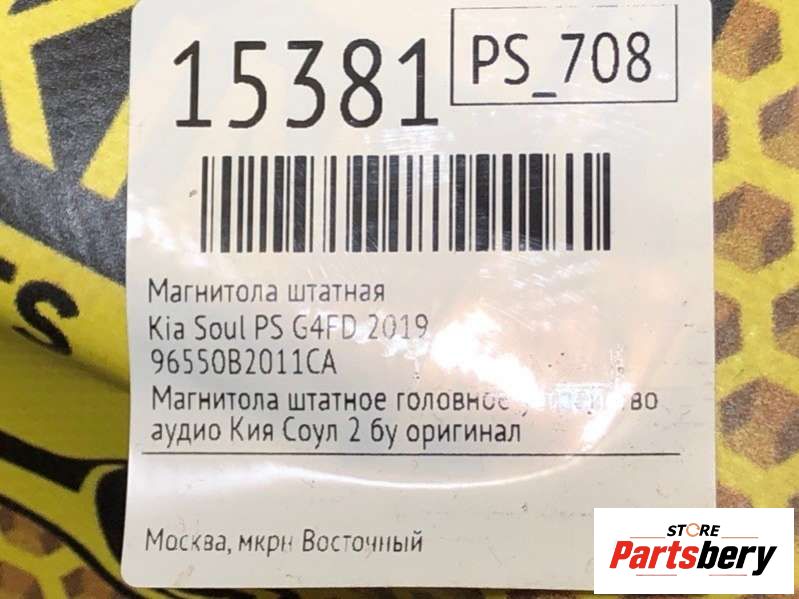 15381
PS_708
Магнитола штатная
Kia Soul PS G4FD 2019
96550B2011CA
Магнитола штатное головное
аудио Кия Соул 2 бу оригинал
Москва, мкрн Восточный
STORE
Partsbery